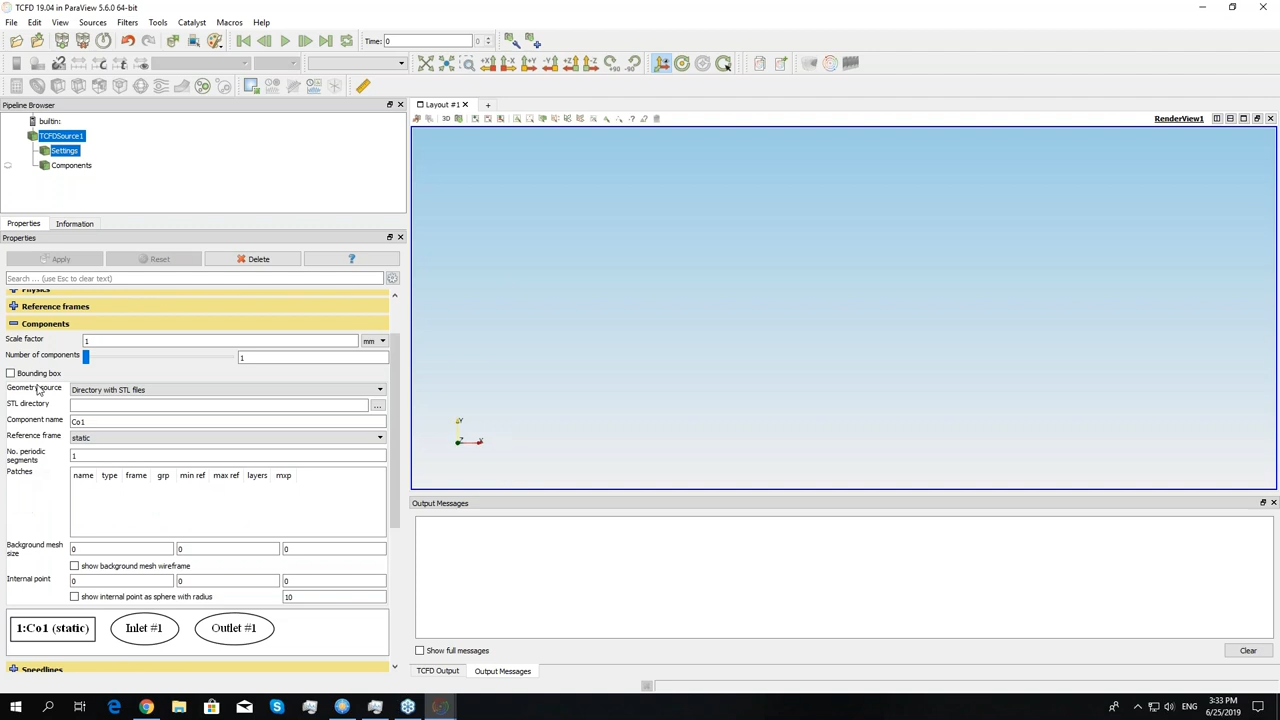 TCFD 19.04 in ParaView 5.6.0 64-bit
File Edit View Sources Filters Tools Catalyst Macros Help
Time: 0 0
+X -X +Y -Y +Z -Z +90 -90
Pipeline Browser
Layout #1
builtin:
3D RenderView1
TCFDSource1
Settings
Components
Properties Information
Properties
Apply Reset Delete ?
Search ... (use Esc to clear text)
Physics
Reference frames
Components
Scale factor 1 mm
Number of components 1
Bounding box
Geometry source Directory with STL files
STL directory ...
Component name Co1
Reference frame static
No. periodic segments 1
Patches name type frame grp min ref max ref layers mxp
Background mesh size 0 0 0
show background mesh wireframe
Internal point 0 0 0
show internal point as sphere with radius 10
1:Co1 (static) Inlet #1 Outlet #1
Speedlines
Y
Z X
Output Messages
Show full messages Clear
TCFD Output Output Messages
ENG 3:33 PM
6/25/2019